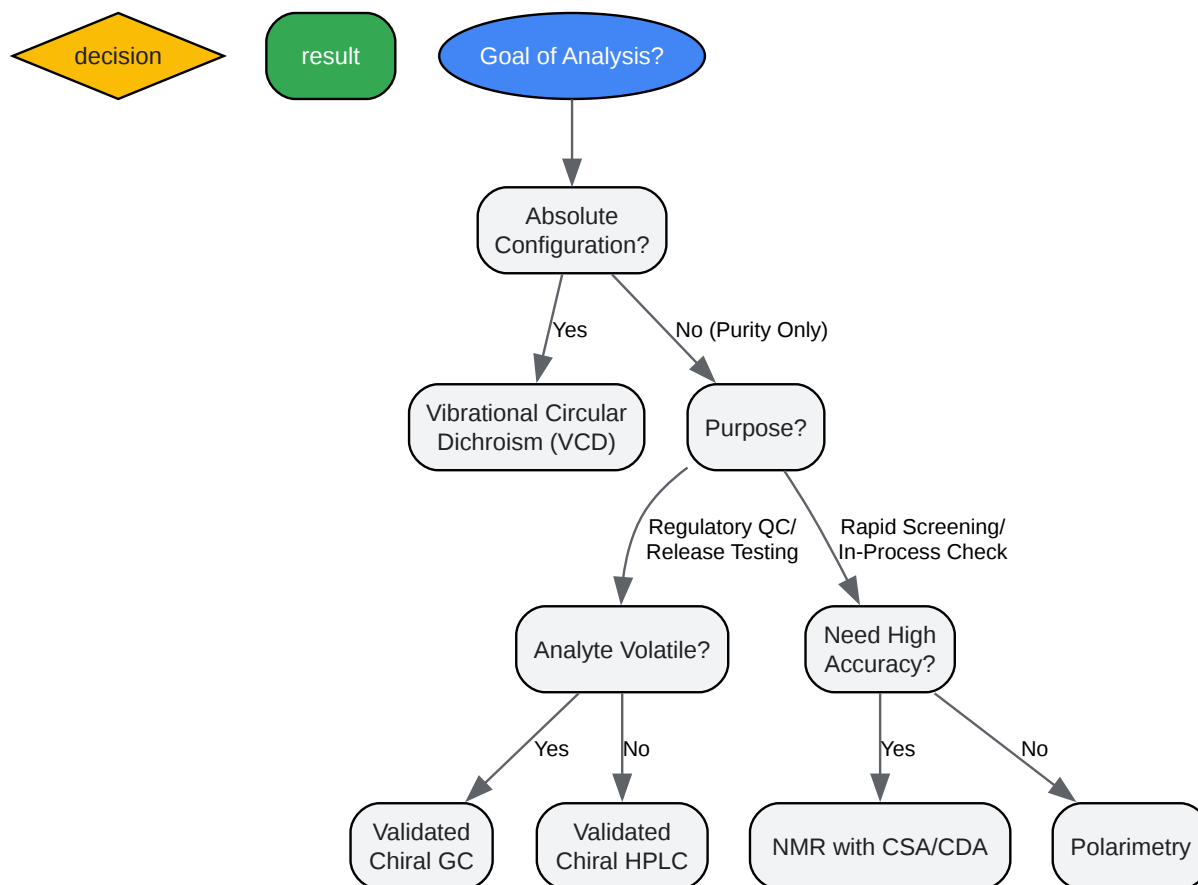 decision
result
Goal of Analysis?
Absolute
Configuration?
Yes
No (Purity Only)
Vibrational Circular
Dichroism (VCD)
Purpose?
Regulatory QC/
Release Testing
Rapid Screening/
In-Process Check
Analyte Volatile?
Need High
Accuracy?
Yes
No
Yes
No
Validated
Chiral GC
Validated
Chiral HPLC
NMR with CSA/CDA
Polarimetry